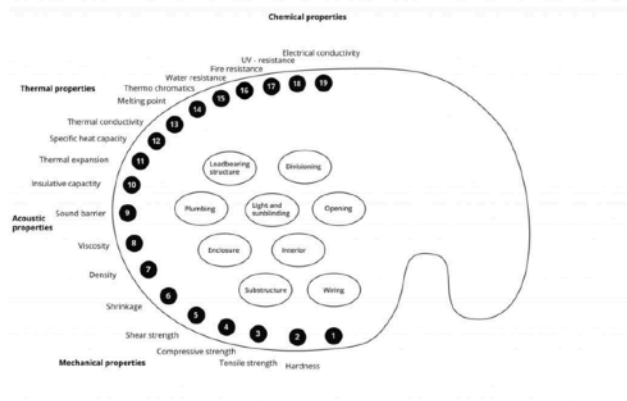 Chemical properties
Electrical conductivity
UV - resistance
Fire resistance
Water resistance
Thermal properties
Thermo chromatics
Melting point
Thermal conductivity
Specific heat capacity
Thermal expansion
Insulative capactity
Acoustic
properties
Sound barrier
Viscosity
Density
Shrinkage
Shear strength
Compressive strength
Mechanical properties
Tensile strength
Hardness
19
18
17
16
15
14
13
12
11
10
9
8
7
6
5
4
3
2
1
Loadbearing
structure
Divisioning
Plumbing
Light and
sunblinding
Opening
Enclosure
Interior
Substructure
Wiring